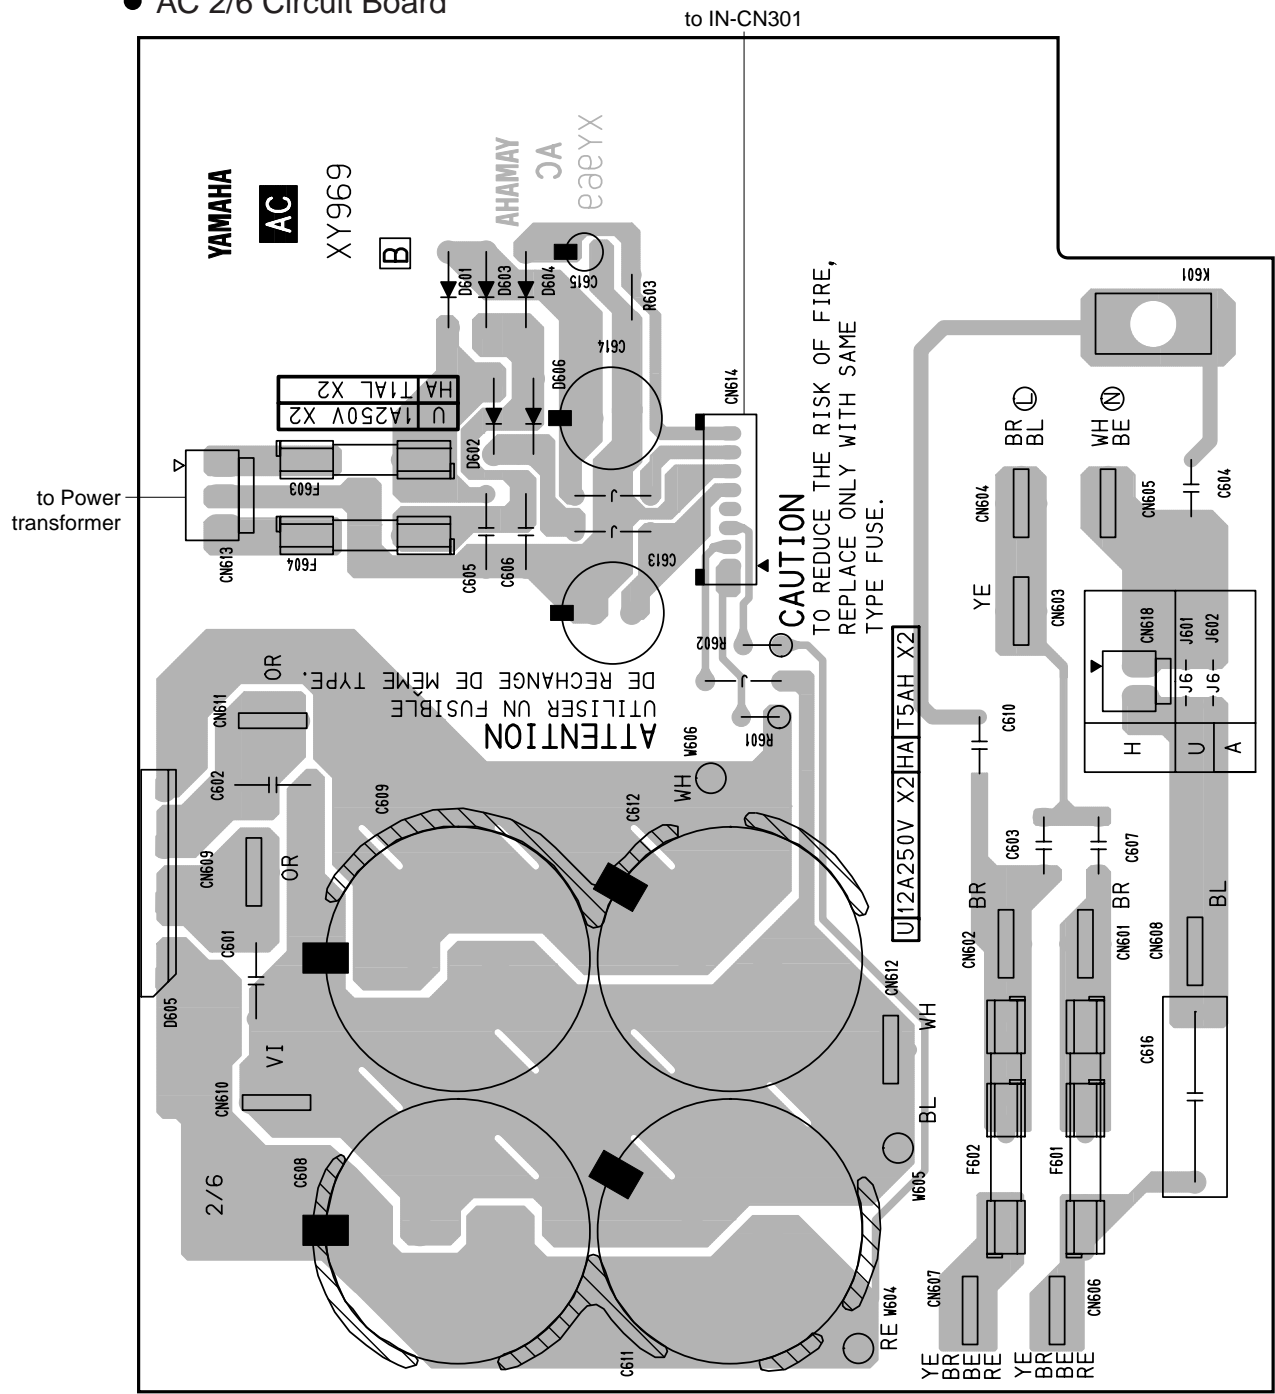 ● AC 2/6 Circuit Board
to IN-CN301
YAMAHA
AC
XY969
B
YAMAHA
AC
XY969
D601
D603
D604
C615
R603
K601
C614
D606
CN614
HA T1AL X2
U 1A250V X2
D602
F603
F604
CN613
to Power
transformer
C605
C606
J
J
C613
CAUTION
TO REDUCE THE RISK OF FIRE,
REPLACE ONLY WITH SAME
TYPE FUSE.
BR
BL
L
WH
BE
N
CN604
CN605
C604
YE
CN603
CN618
J601
J602
J6
J6
H
U
A
R602
J
R601
ATTENTION
UTILISER UN FUSIBLE
DE RECHANGE DE MÊME TYPE.
U 12A250V X2 HA T5AH X2
C610
OR
CN611
C602
CN609
OR
C601
D605
VI
CN610
2/6
C609
C612
W606
WH
C603
C607
BR
CN602
BR
CN601
CN608
BL
CN612
WH
BL
W605
C616
F602
F601
C608
C611
RE
W604
CN607
CN606
YE
BR
BE
RE
YE
BR
BE
RE